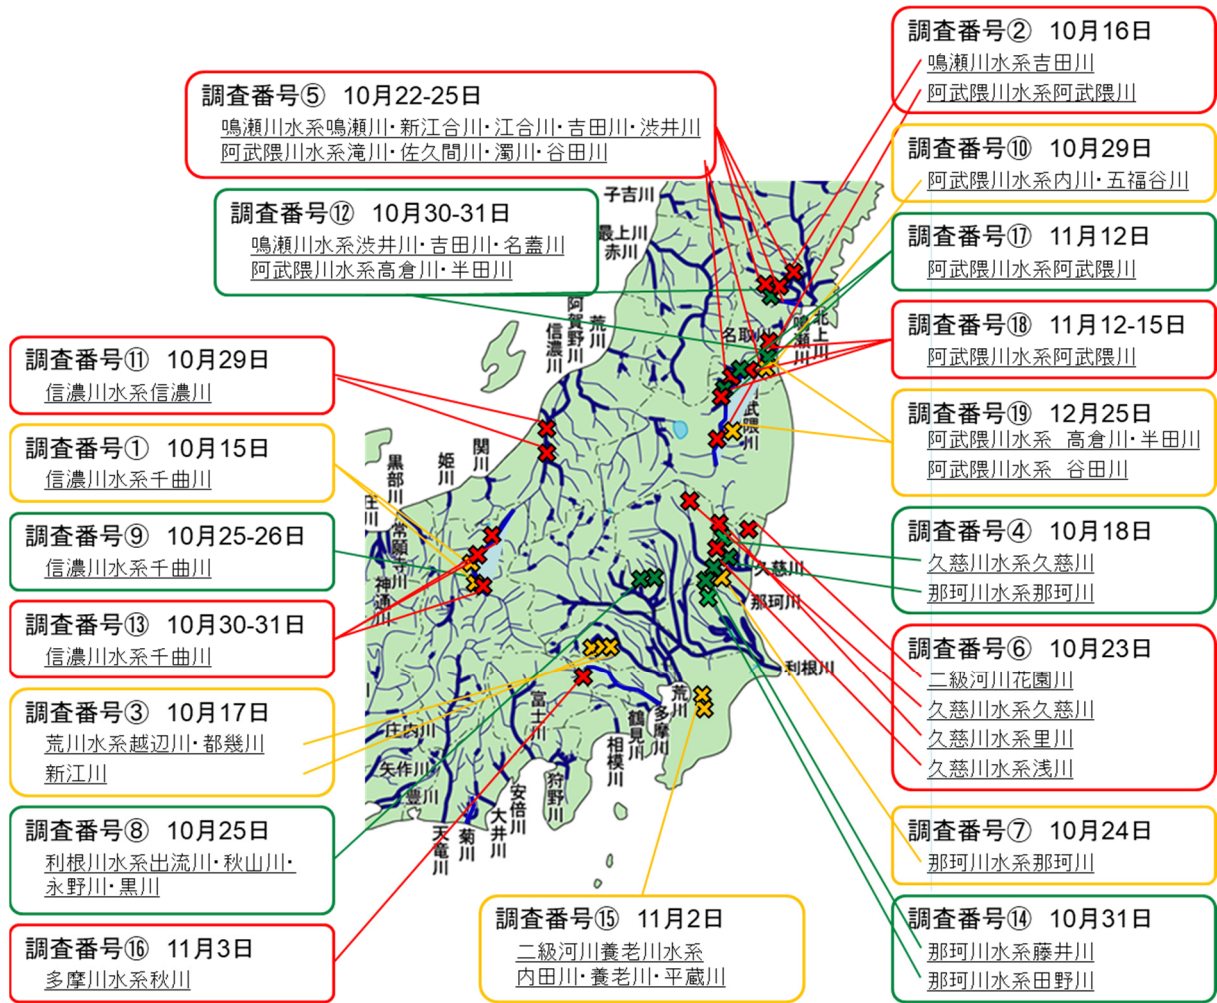 調査番号② 10月16日
鳴瀬川水系吉田川
阿武隈川水系阿武隈川
調査番号⑤ 10月22-25日
鳴瀬川水系鳴瀬川・新江合川・江合川・吉田川・渋井川
阿武隈川水系滝川・佐久間川・濁川・谷田川
調査番号⑩ 10月29日
阿武隈川水系内川・五福谷川
調査番号⑫ 10月30-31日
鳴瀬川水系渋井川・吉田川・名蓋川
阿武隈川水系高倉川・半田川
調査番号⑰ 11月12日
阿武隈川水系阿武隈川
調査番号⑱ 11月12-15日
阿武隈川水系阿武隈川
調査番号⑪ 10月29日
信濃川水系信濃川
調査番号⑲ 12月25日
阿武隈川水系 高倉川・半田川
阿武隈川水系 谷田川
調査番号① 10月15日
信濃川水系千曲川
調査番号⑨ 10月25-26日
信濃川水系千曲川
調査番号④ 10月18日
久慈川水系久慈川
那珂川水系那珂川
調査番号⑬ 10月30-31日
信濃川水系千曲川
調査番号⑥ 10月23日
二級河川花園川
久慈川水系久慈川
久慈川水系里川
久慈川水系浅川
調査番号③ 10月17日
荒川水系越辺川・都幾川
新江川
調査番号⑧ 10月25日
利根川水系出流川・秋山川・
永野川・黒川
調査番号⑦ 10月24日
那珂川水系那珂川
調査番号⑯ 11月3日
多摩川水系秋川
調査番号⑮ 11月2日
二級河川養老川水系
内田川・養老川・平蔵川
調査番号⑭ 10月31日
那珂川水系藤井川
那珂川水系田野川
子吉川
最上川
赤川
荒川
阿賀野川
信濃川
名取川
鳴瀬川
北上川
武隈川
関川
姫川
黒部川
常願寺川
庄川
神通川
久慈川
那珂川
利根川
荒川
多摩川
鶴見川
相模川
富士川
狩野川
安倍川
大井川
菊川
天竜川
豊川
矢作川
庄内川